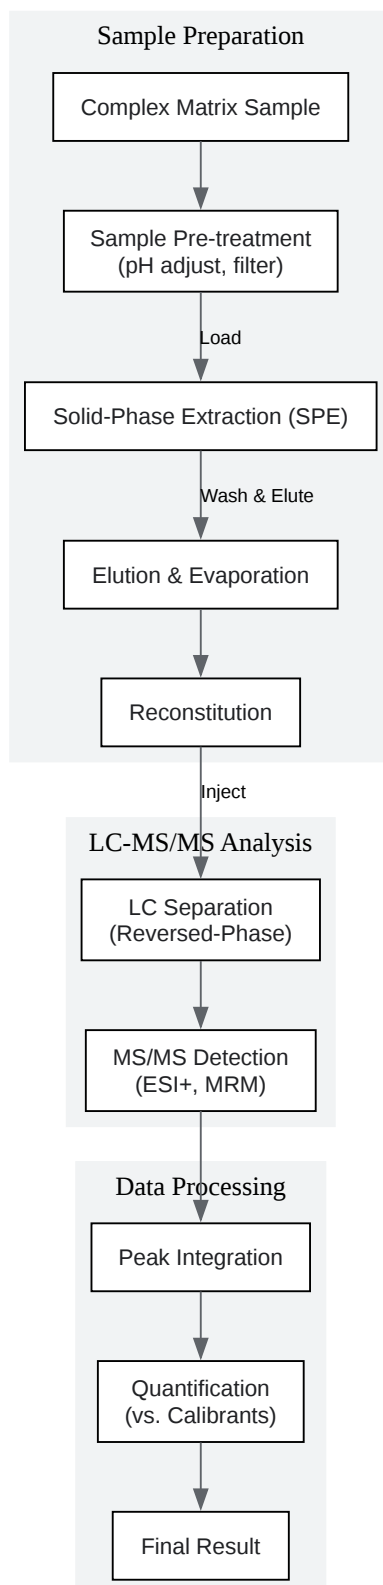 Sample Preparation
Complex Matrix Sample
Sample Pre-treatment
(pH adjust, filter)
Load
Solid-Phase Extraction (SPE)
Wash & Elute
Elution & Evaporation
Reconstitution
Inject
LC-MS/MS Analysis
LC Separation
(Reversed-Phase)
MS/MS Detection
(ESI+, MRM)
Data Processing
Peak Integration
Quantification
(vs. Calibrants)
Final Result